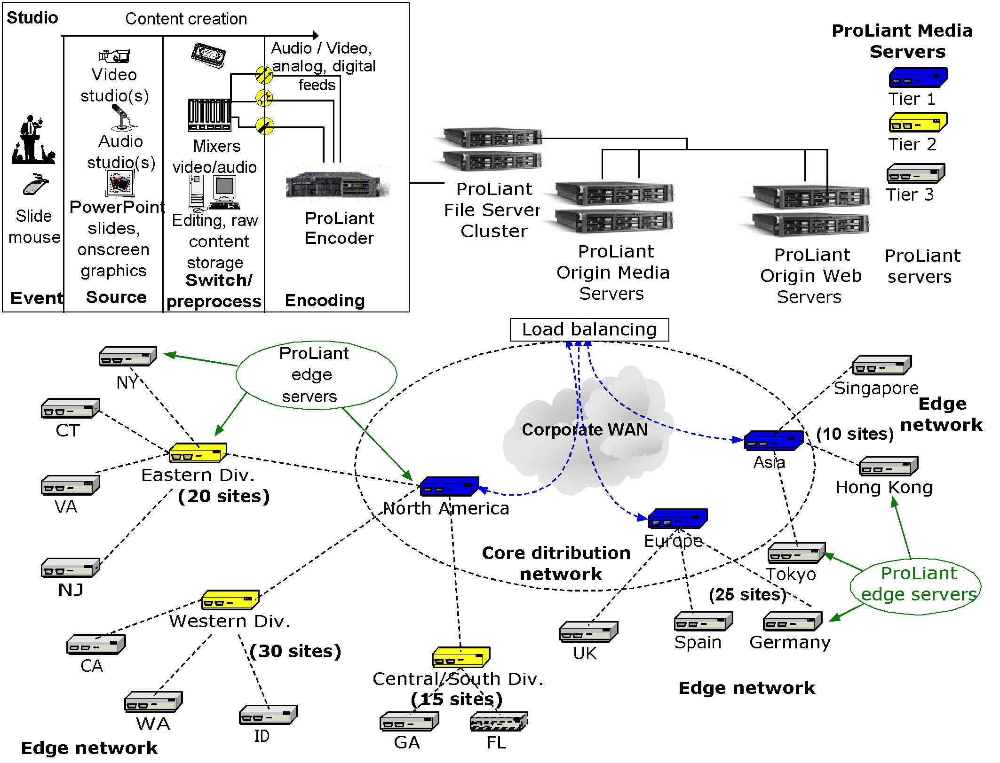 Studio
Content creation
Video
studio(s)
Audio
studio(s)
PowerPoint
slides,
onscreen
graphics
Slide
mouse
Event
Source
Mixers
video/audio
Editing, raw
content
storage
Switch/
preprocess
Audio / Video,
analog, digital
feeds
ProLiant
Encoder
Encoding
ProLiant
File Server
Cluster
ProLiant
Origin Media
Servers
ProLiant
Origin Web
Servers
ProLiant Media
Servers
Tier 1
Tier 2
Tier 3
ProLiant
servers
Load balancing
ProLiant
edge
servers
NY
CT
VA
NJ
Eastern Div.
(20 sites)
Corporate WAN
North America
Core ditribution
network
Europe
Asia
Singapore
Edge
network
(10 sites)
Hong Kong
Tokyo
ProLiant
edge servers
(25 sites)
UK
Spain
Germany
Edge network
Western Div.
(30 sites)
CA
WA
ID
Edge network
Central/South Div.
(15 sites)
GA
FL